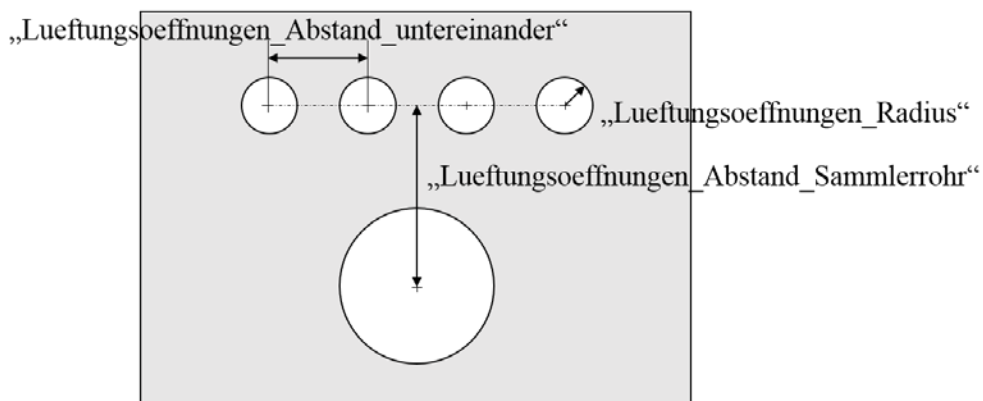 „Lueftungsoeffnungen_Abstand_untereinander“
„Lueftungsoeffnungen_Radius“
„Lueftungsoeffnungen_Abstand_Sammlerrohr“